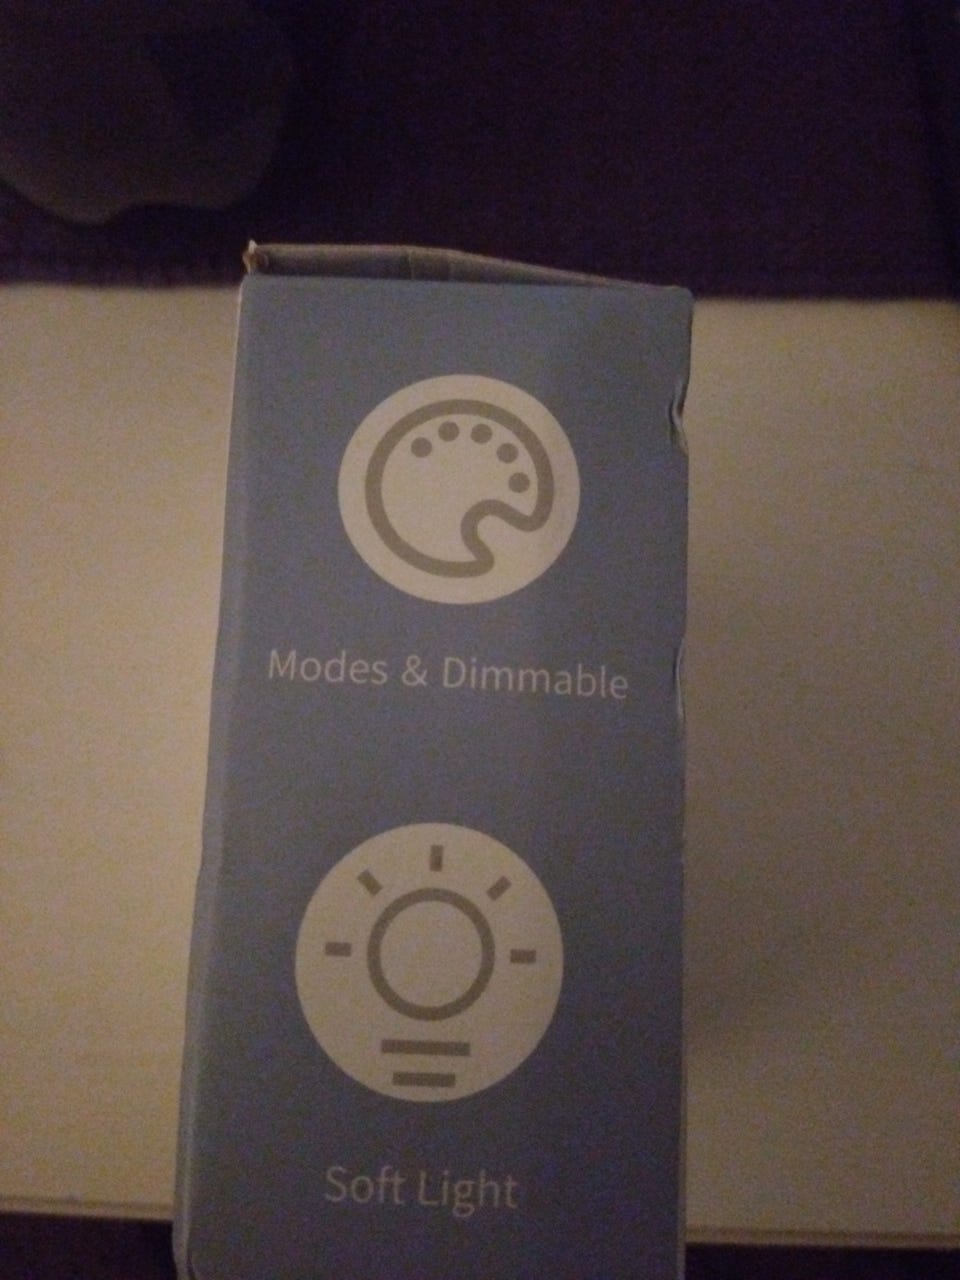 Modes & Dimmable
Soft Light